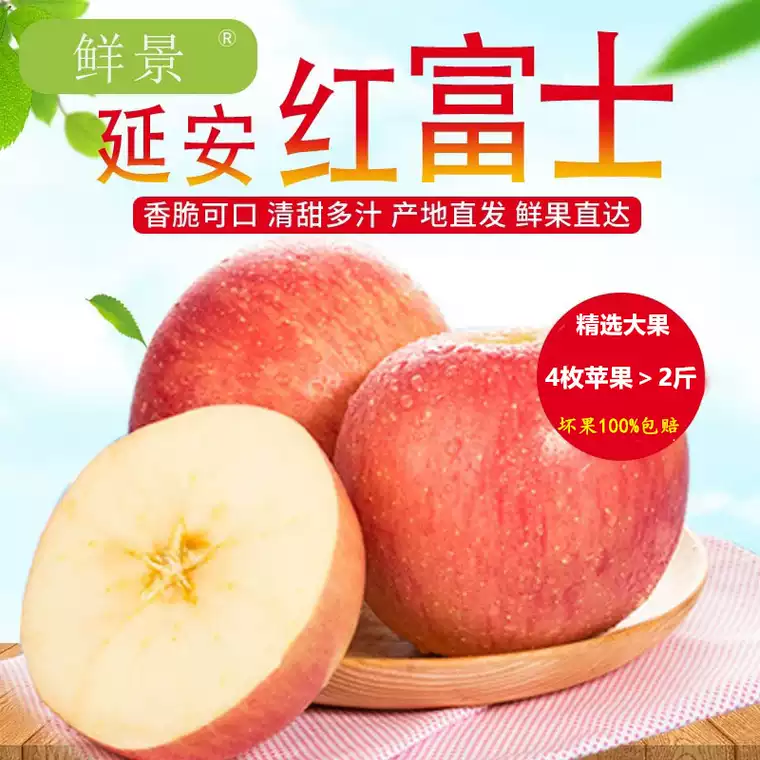 鲜景®
延安红富士
香脆可口 清甜多汁 产地直发 鲜果直达
精选大果
4枚苹果＞2斤
坏果100%包赔